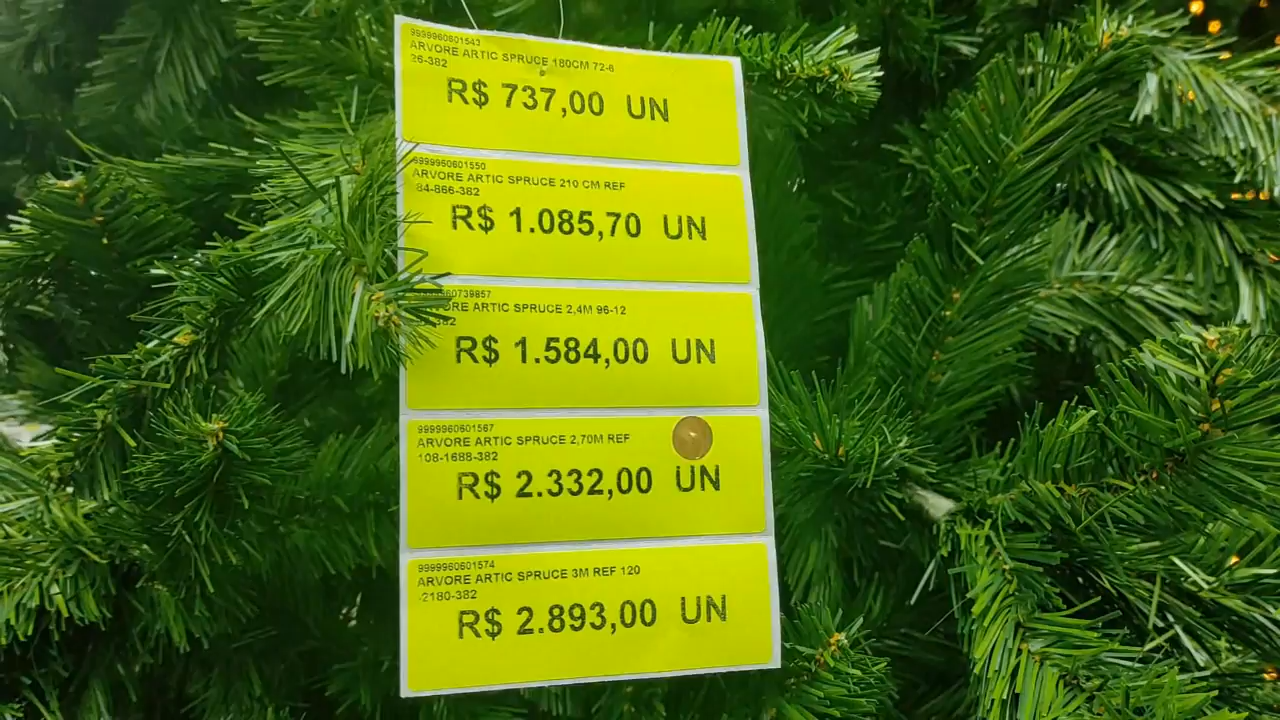 9999960601543
ARVORE ARTIC SPRUCE 180CM 72-6
26-382
R$ 737,00 UN
9999960601550
ARVORE ARTIC SPRUCE 210 CM REF
84-866-382
R$ 1.085,70 UN
ARTIC SPRUCE 2,4M 96-12
R$ 1.584,00 UN
9999960601567
ARVORE ARTIC SPRUCE 2,70M REF
108-1688-382
R$ 2.332,00 UN
9999960601574
ARVORE ARTIC SPRUCE 3M REF 120
-2180-382
R$ 2.893,00 UN